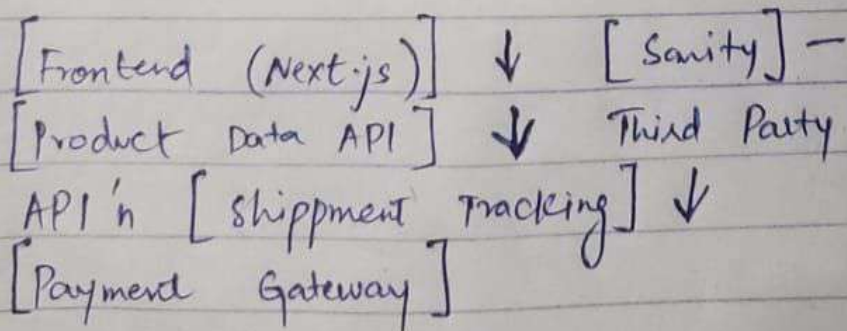 [Frontend (Next.js)] ↓ [Sanity] —
[Product Data API] ↓ Third Party
API'n [Shippment Tracking] ↓
[Payment Gateway]